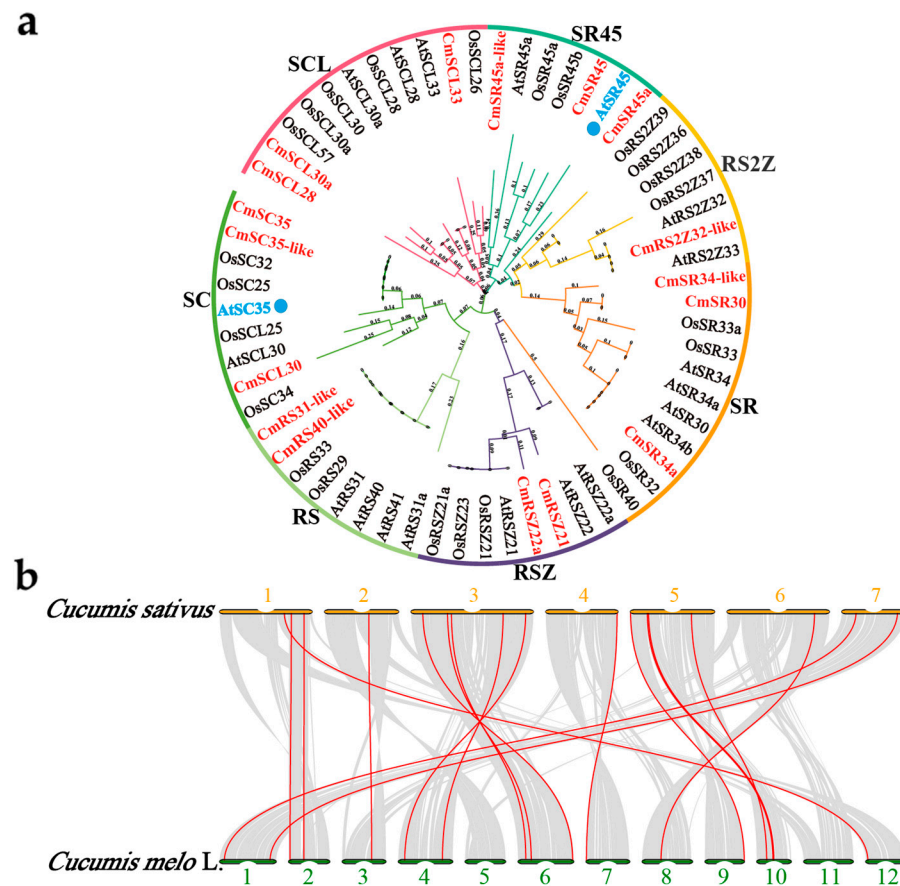 a
SR45
SCL
RS2Z
SC
SR
RS
RSZ
OsSCL26
CmSR45a-like
AtSR45a
OsSR45a
OsSR45b
CmSR45
AtSR45
CmSR45a
OsRS2Z39
OsRS2Z36
OsRS2Z38
OsRS2Z37
AtRS2Z32
CmRS2Z32-like
AtRS2Z33
CmSR34-like
CmSR30
OsSR33a
OsSR33
AtSR34
AtSR34a
AtSR30
AtSR34b
CmSR34a
OsSR32
OsSR40
AtRSZ22a
AtRSZ22
CmRSZ21
CmRSZ22a
AtRSZ21
OsRSZ21
OsRSZ23
OsRSZ21a
AtRS31a
AtRS41
AtRS40
AtRS31
OsRS29
OsRS33
CmRS40-like
CmRS31-like
OsSC34
CmSCL30
AtSCL30
OsSCL25
AtSC35
OsSC25
OsSC32
CmSC35-like
CmSC35
CmSCL28
CmSCL30a
OsSCL57
OsSCL30a
OsSCL30
AtSCL30a
OsSCL28
AtSCL28
AtSCL33
CmSCL33
b
1 2 3 4 5 6 7
Cucumis sativus
Cucumis melo L.
1 2 3 4 5 6 7 8 9 10 11 12